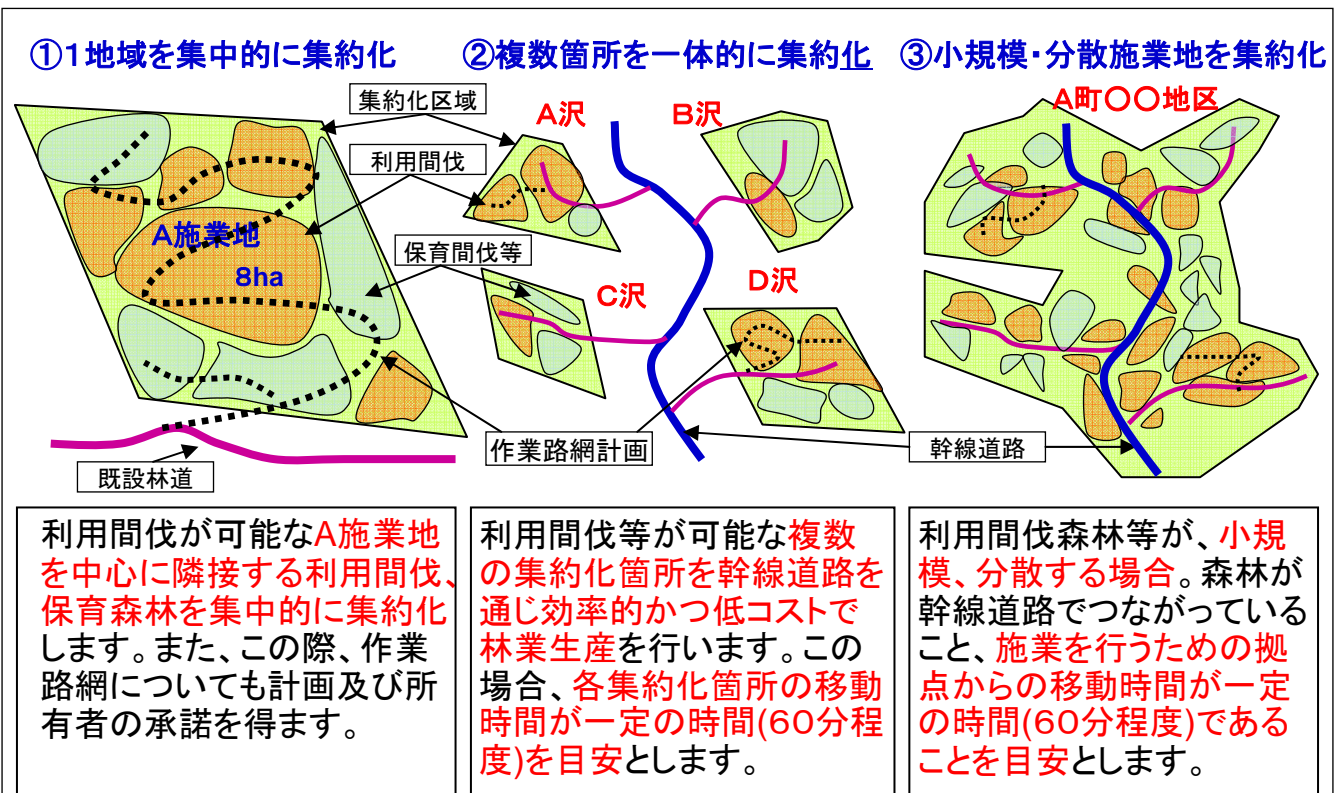 ①1地域を集中的に集約化
②複数箇所を一体的に集約化
③小規模・分散施業地を集約化
集約化区域
利用間伐
保育間伐等
A施業地
8ha
既設林道
A沢
B沢
C沢
D沢
作業路網計画
幹線道路
A町〇〇地区
利用間伐が可能なA施業地
を中心に隣接する利用間伐、
保育森林を集中的に集約化
します。また、この際、作業
路網についても計画及び所
有者の承諾を得ます。
利用間伐等が可能な複数
の集約化箇所を幹線道路を
通じ効率的かつ低コストで
林業生産を行います。この
場合、各集約化箇所の移動
時間が一定の時間(60分程
度)を目安とします。
利用間伐森林等が、小規
模、分散する場合。森林が
幹線道路でつながっている
こと、施業を行うための拠
点からの移動時間が一定
の時間(60分程度)である
ことを目安とします。